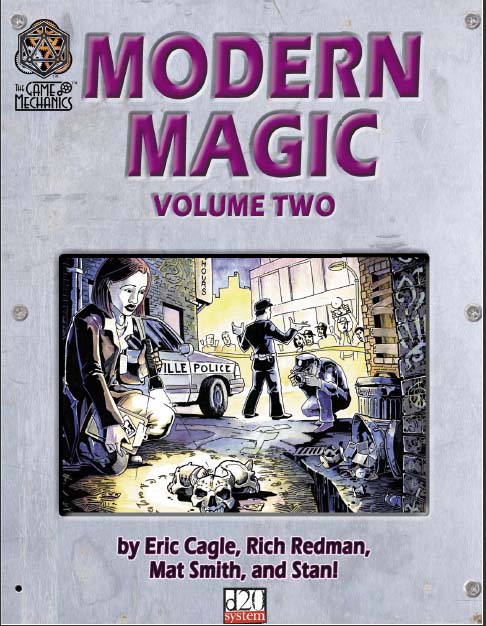 THE GAME
MECHANICS
™
MODERN
MAGIC
VOLUME TWO
HOURS
VILLE POLICE
by Eric Cagle, Rich Redman,
Mat Smith, and Stan!
d20
system